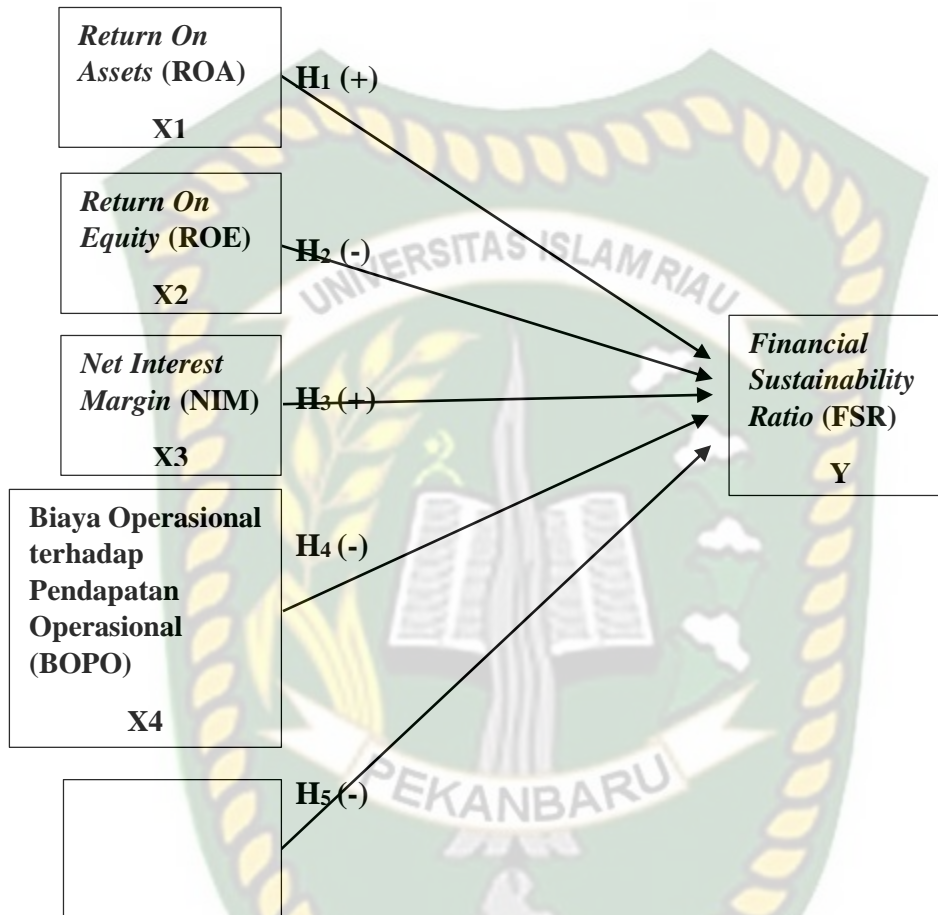 Return On
Assets (ROA)
X1
H1 (+)
Return On
Equity (ROE)
X2
H2 (-)
Net Interest
Margin (NIM)
X3
H3 (+)
Biaya Operasional
terhadap
Pendapatan
Operasional
(BOPO)
X4
H4 (-)
H5 (-)
Financial
Sustainability
Ratio (FSR)
Y
UNIVERSITAS ISLAM RIAU
PEKANBARU